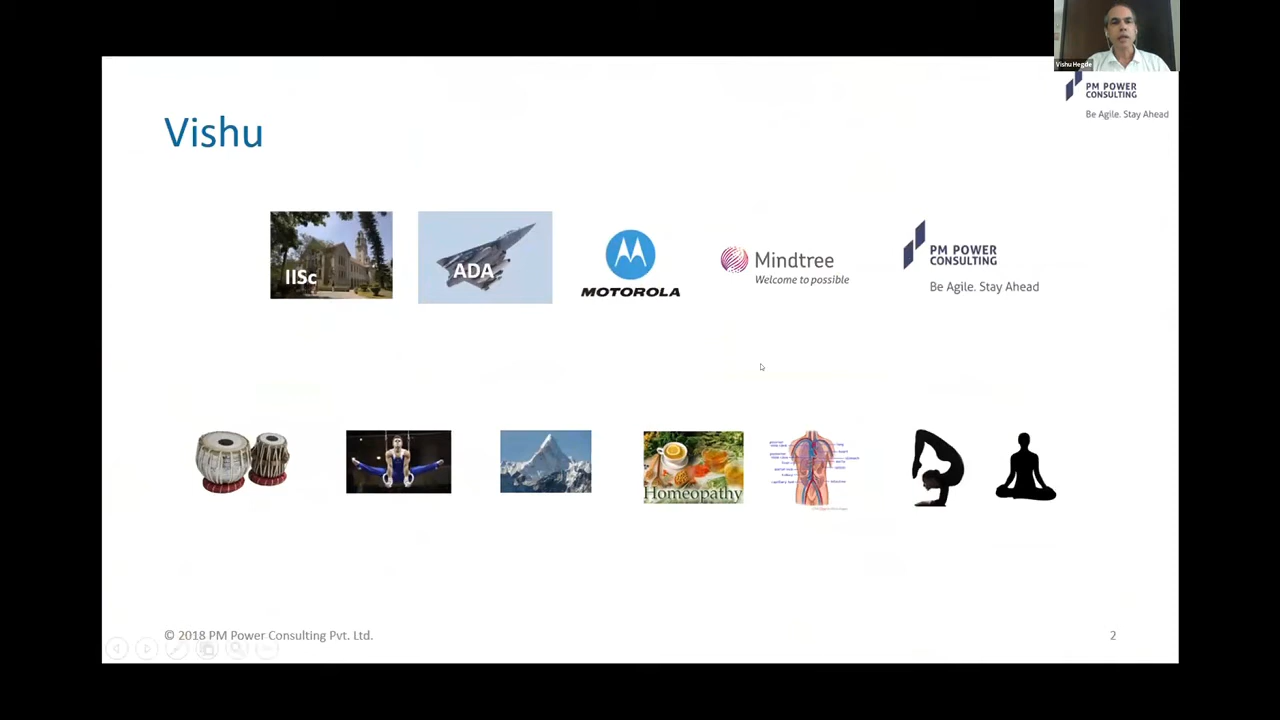 Vishu Hegde
PM POWER
CONSULTING
Be Agile. Stay Ahead
Vishu
IISc
ADA
MOTOROLA
Mindtree
Welcome to possible
PM POWER
CONSULTING
Be Agile. Stay Ahead
Homeopathy
© 2018 PM Power Consulting Pvt. Ltd.
2